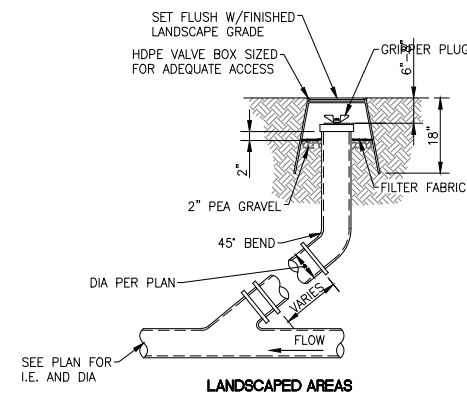 SET FLUSH W/FINISHED
LANDSCAPE GRADE
HDPE VALVE BOX SIZED
FOR ADEQUATE ACCESS
GRIPPER PLUG
18"
2"
FILTER FABRIC
2" PEA GRAVEL
45° BEND
DIA PER PLAN
VARIES
FLOW
SEE PLAN FOR
I.E. AND DIA
LANDSCAPED AREAS